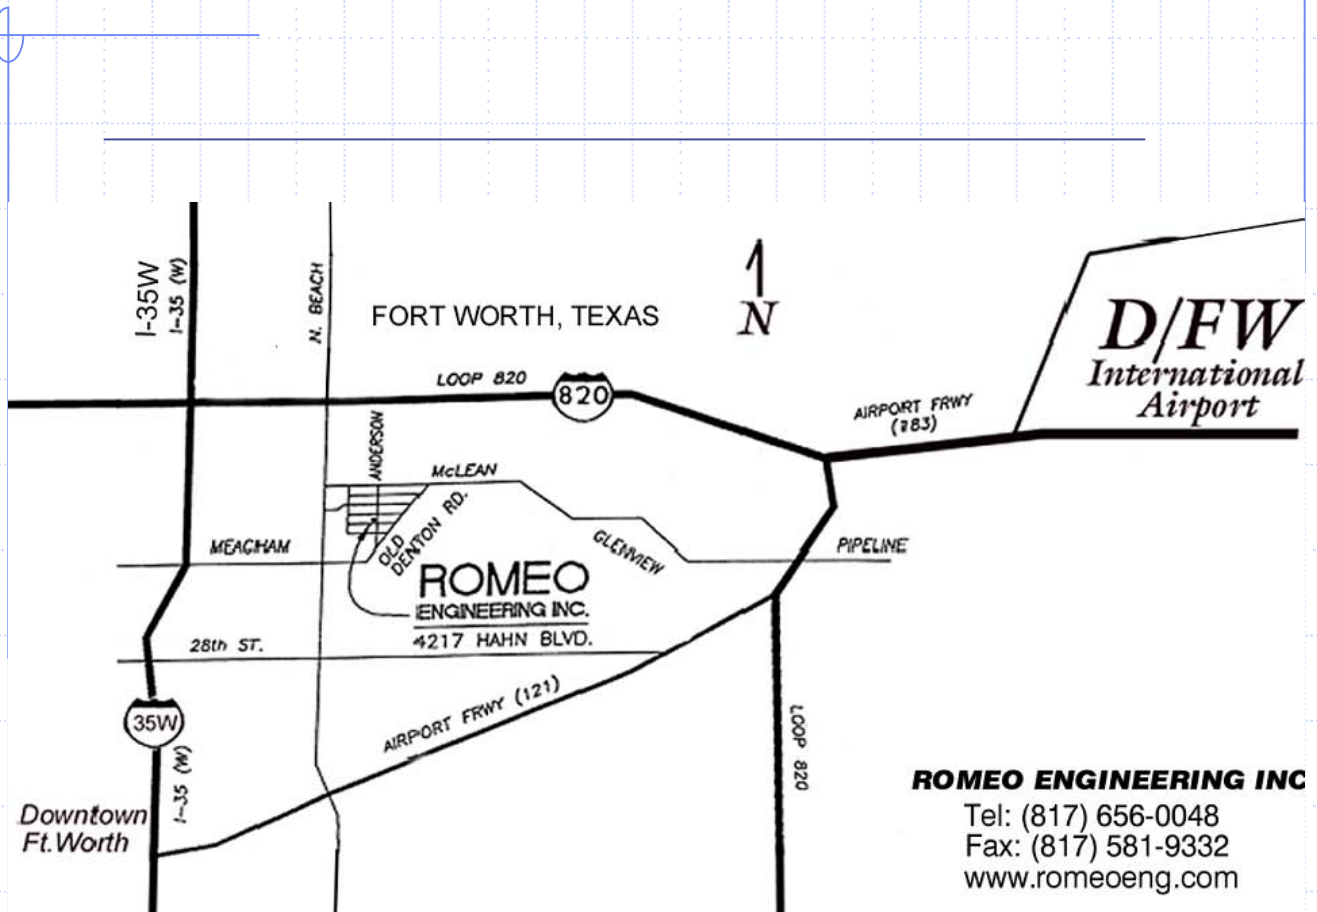 I-35W
I-35 (W)
N. BEACH
FORT WORTH, TEXAS
N
D/FW
International
Airport
LOOP 820
820
AIRPORT FRWY
(183)
ANDERSON
McLEAN
OLD
DENTON RD.
MEACHAM
GLENVIEW
PIPELINE
ROMEO
ENGINEERING INC.
4217 HAHN BLVD.
28th ST.
AIRPORT FRWY (121)
35W
I-35 (W)
LOOP 820
Downtown
Ft.Worth
ROMEO ENGINEERING INC
Tel: (817) 656-0048
Fax: (817) 581-9332
www.romeoeng.com